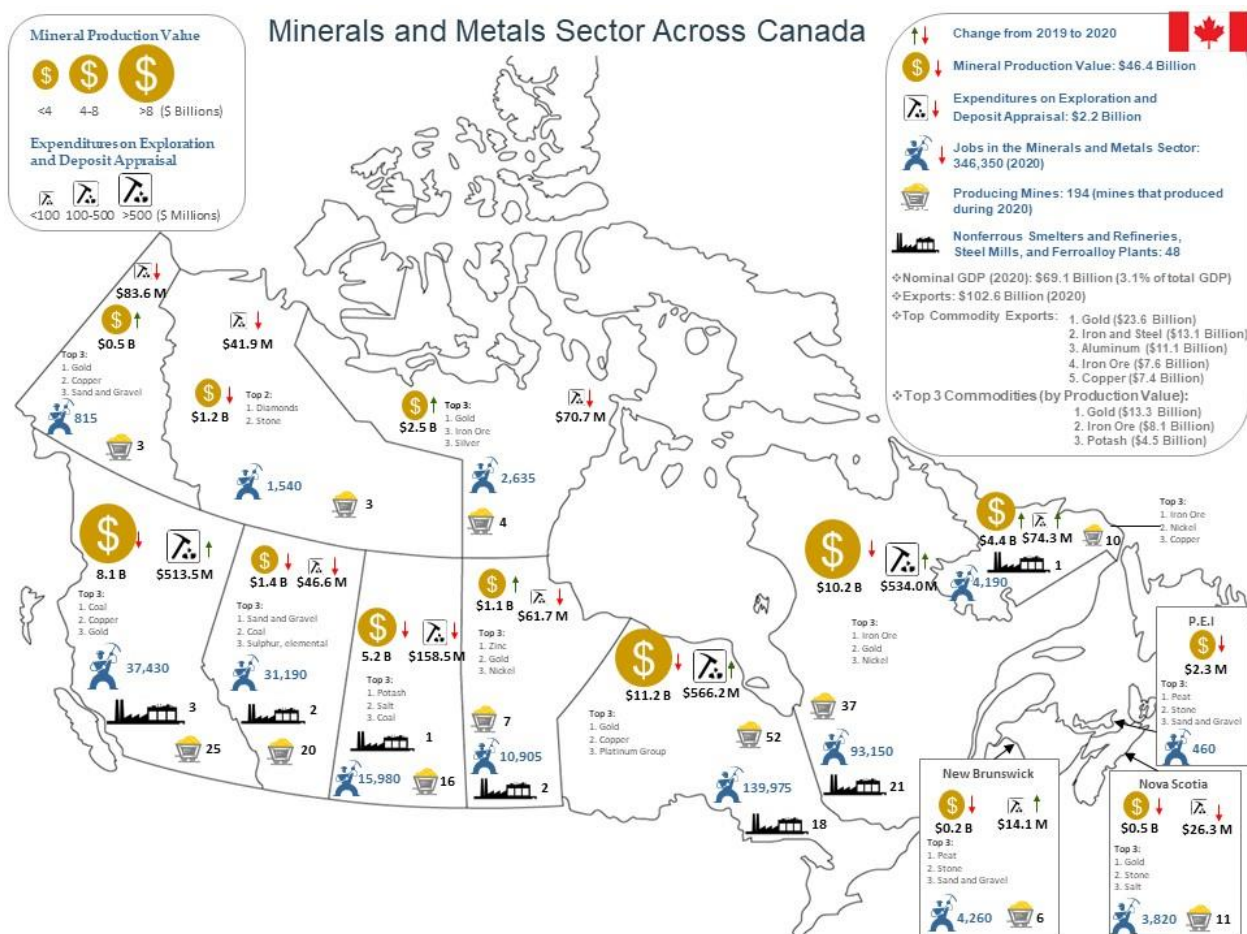 Minerals and Metals Sector Across Canada
Mineral Production Value
$ $ $
<4 4-8 >8 ($ Billions)
Expenditures on Exploration
and Deposit Appraisal
<100 100-500 >500 ($ Millions)
Change from 2019 to 2020
$ Mineral Production Value: $46.4 Billion
Expenditures on Exploration and
Deposit Appraisal: $2.2 Billion
Jobs in the Minerals and Metals Sector:
346,350 (2020)
Producing Mines: 194 (mines that produced
during 2020)
Nonferrous Smelters and Refineries,
Steel Mills, and Ferroalloy Plants: 48
❖Nominal GDP (2020): $69.1 Billion (3.1% of total GDP)
❖Exports: $102.6 Billion (2020)
❖Top Commodity Exports: 1. Gold ($23.6 Billion)
2. Iron and Steel ($13.1 Billion)
3. Aluminum ($11.1 Billion)
4. Iron Ore ($7.6 Billion)
5. Copper ($7.4 Billion)
❖Top 3 Commodities (by Production Value):
1. Gold ($13.3 Billion)
2. Iron Ore ($8.1 Billion)
3. Potash ($4.5 Billion)
$83.6 M
$
$0.5 B
Top 3:
1. Gold
2. Copper
3. Sand and Gravel
815
3
$41.9 M
$
$1.2 B
Top 2:
1. Diamonds
2. Stone
1,540
3
$
$2.5 B
Top 3:
1. Gold
2. Iron Ore
3. Silver
$70.7 M
2,635
4
$
8.1 B
$513.5 M
Top 3:
1. Coal
2. Copper
3. Gold
37,430
3
25
$
$1.4 B
$46.6 M
Top 3:
1. Sand and Gravel
2. Coal
3. Sulphur, elemental
31,190
2
20
$
5.2 B
$158.5 M
Top 3:
1. Potash
2. Salt
3. Coal
1
15,980
16
$
$1.1 B
$61.7 M
Top 3:
1. Zinc
2. Gold
3. Nickel
7
10,905
2
$
$11.2 B
$566.2 M
Top 3:
1. Gold
2. Copper
3. Platinum Group
52
139,975
18
$
$10.2 B
$534.0 M
Top 3:
1. Iron Ore
2. Gold
3. Nickel
37
93,150
21
$
$4.4 B
$74.3 M
10
1
4,190
Top 3:
1. Iron Ore
2. Nickel
3. Copper
P.E.I
$
$2.3 M
Top 3:
1. Peat
2. Stone
3. Sand and Gravel
460
New Brunswick
$
$0.2 B
$14.1 M
Top 3:
1. Peat
2. Stone
3. Sand and Gravel
4,260
6
Nova Scotia
$
$0.5 B
$26.3 M
Top 3:
1. Gold
2. Stone
3. Salt
3,820
11